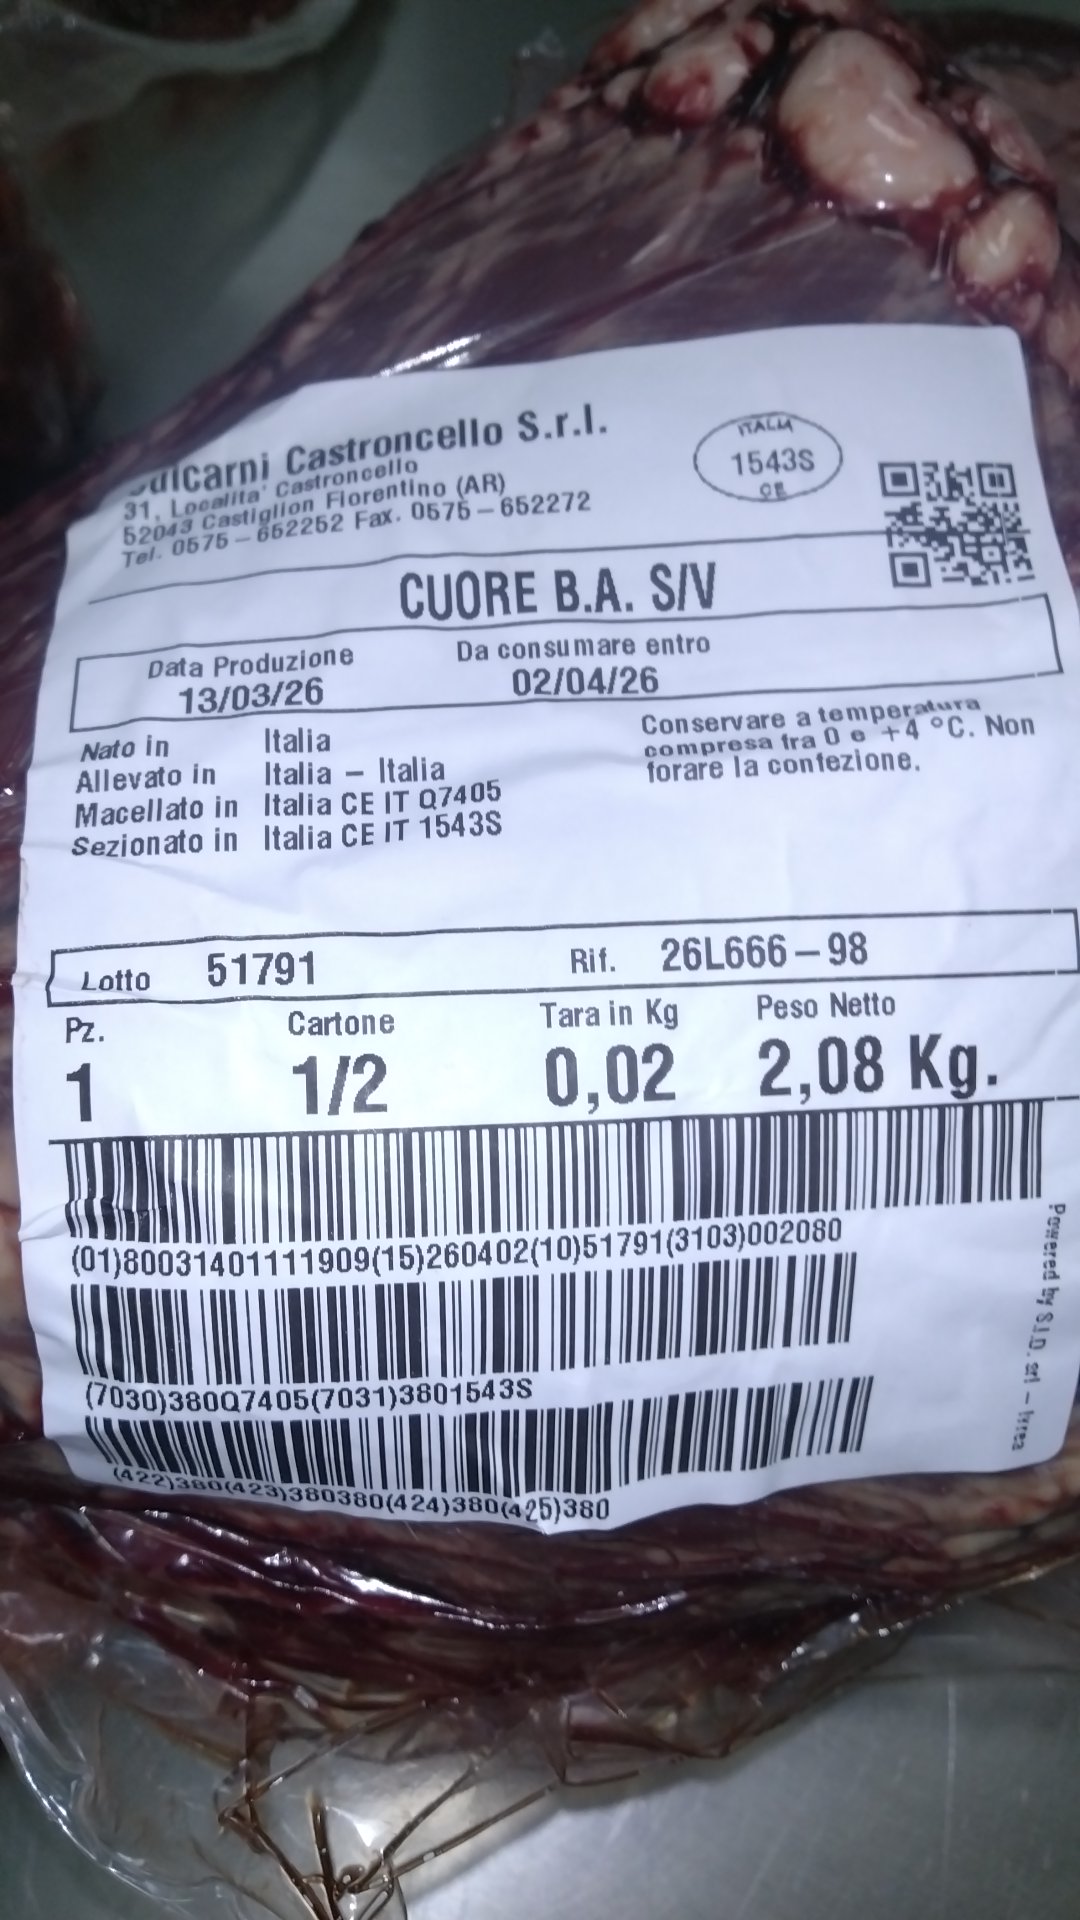 Castroncello S.r.l.
31, Localita' Castroncello
52043 Castiglion Fiorentino (AR)
Tel. 0575-652252 Fax. 0575-652272
ITALIA
1543S
CE
CUORE B.A. S/V
Data Produzione Da consumare entro
13/03/26 02/04/26
Nato in Italia
Allevato in Italia - Italia
Macellato in Italia CE IT Q7405
Sezionato in Italia CE IT 1543S
Conservare a temperatura
compresa fra 0 e +4 °C. Non
forare la confezione.
Lotto 51791 Rif. 26L666-98
Pz. Cartone Tara in Kg Peso Netto
1 1/2 0,02 2,08 Kg.
(01)80031401111909(15)260402(10)51791(3103)002080
(7030)380Q7405(7031)3801543S
(422)380(423)380380(424)380(425)380
Powered by S.I.D. srl - Ivrea